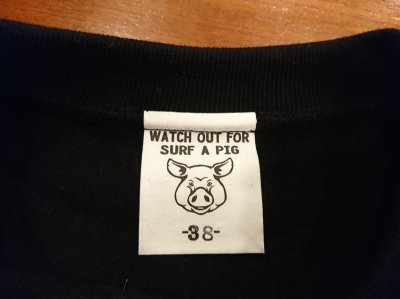 WATCH OUT FOR
SURF A PIG
-38-